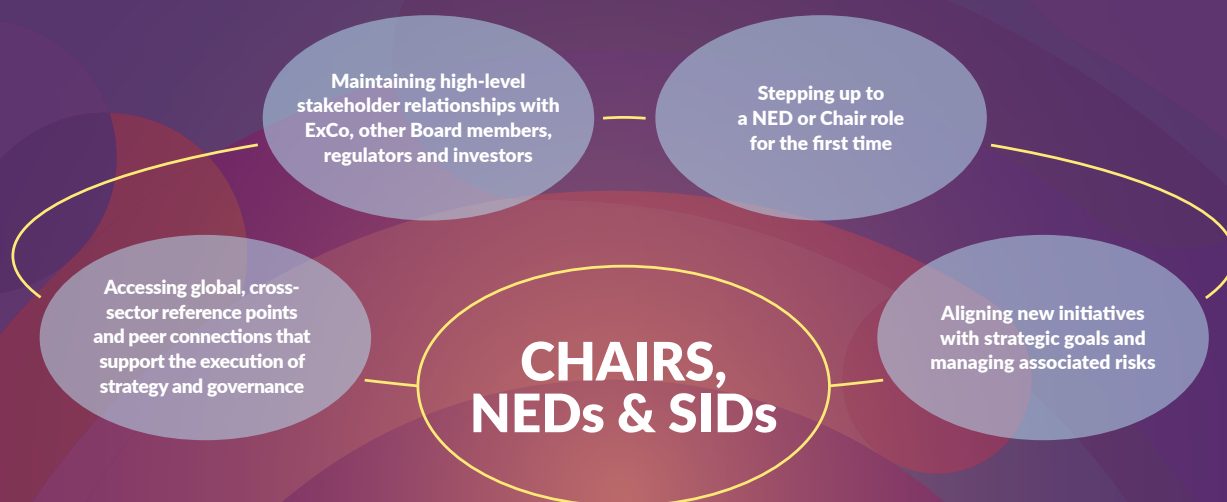 Maintaining high-level
stakeholder relationships with
ExCo, other Board members,
regulators and investors
Stepping up to
a NED or Chair role
for the first time
Accessing global, cross-
sector reference points
and peer connections that
support the execution of
strategy and governance
CHAIRS,
NEDs & SIDs
Aligning new initiatives
with strategic goals and
managing associated risks